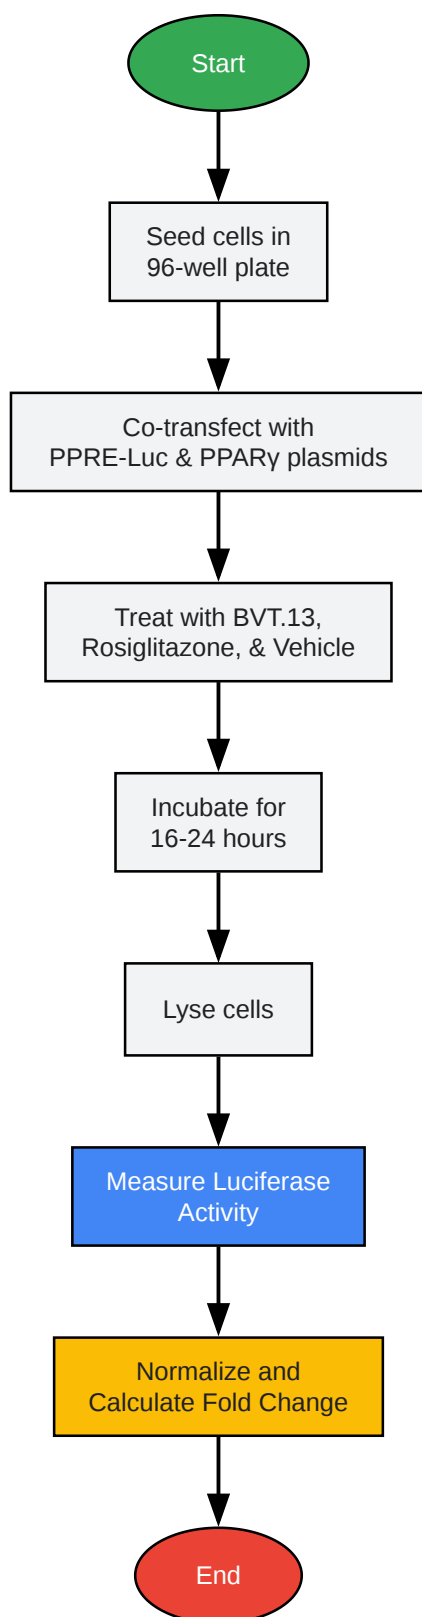 Start
Seed cells in
96-well plate
Co-transfect with
PPRE-Luc & PPARγ plasmids
Treat with BVT.13,
Rosiglitazone, & Vehicle
Incubate for
16-24 hours
Lyse cells
Measure Luciferase
Activity
Normalize and
Calculate Fold Change
End